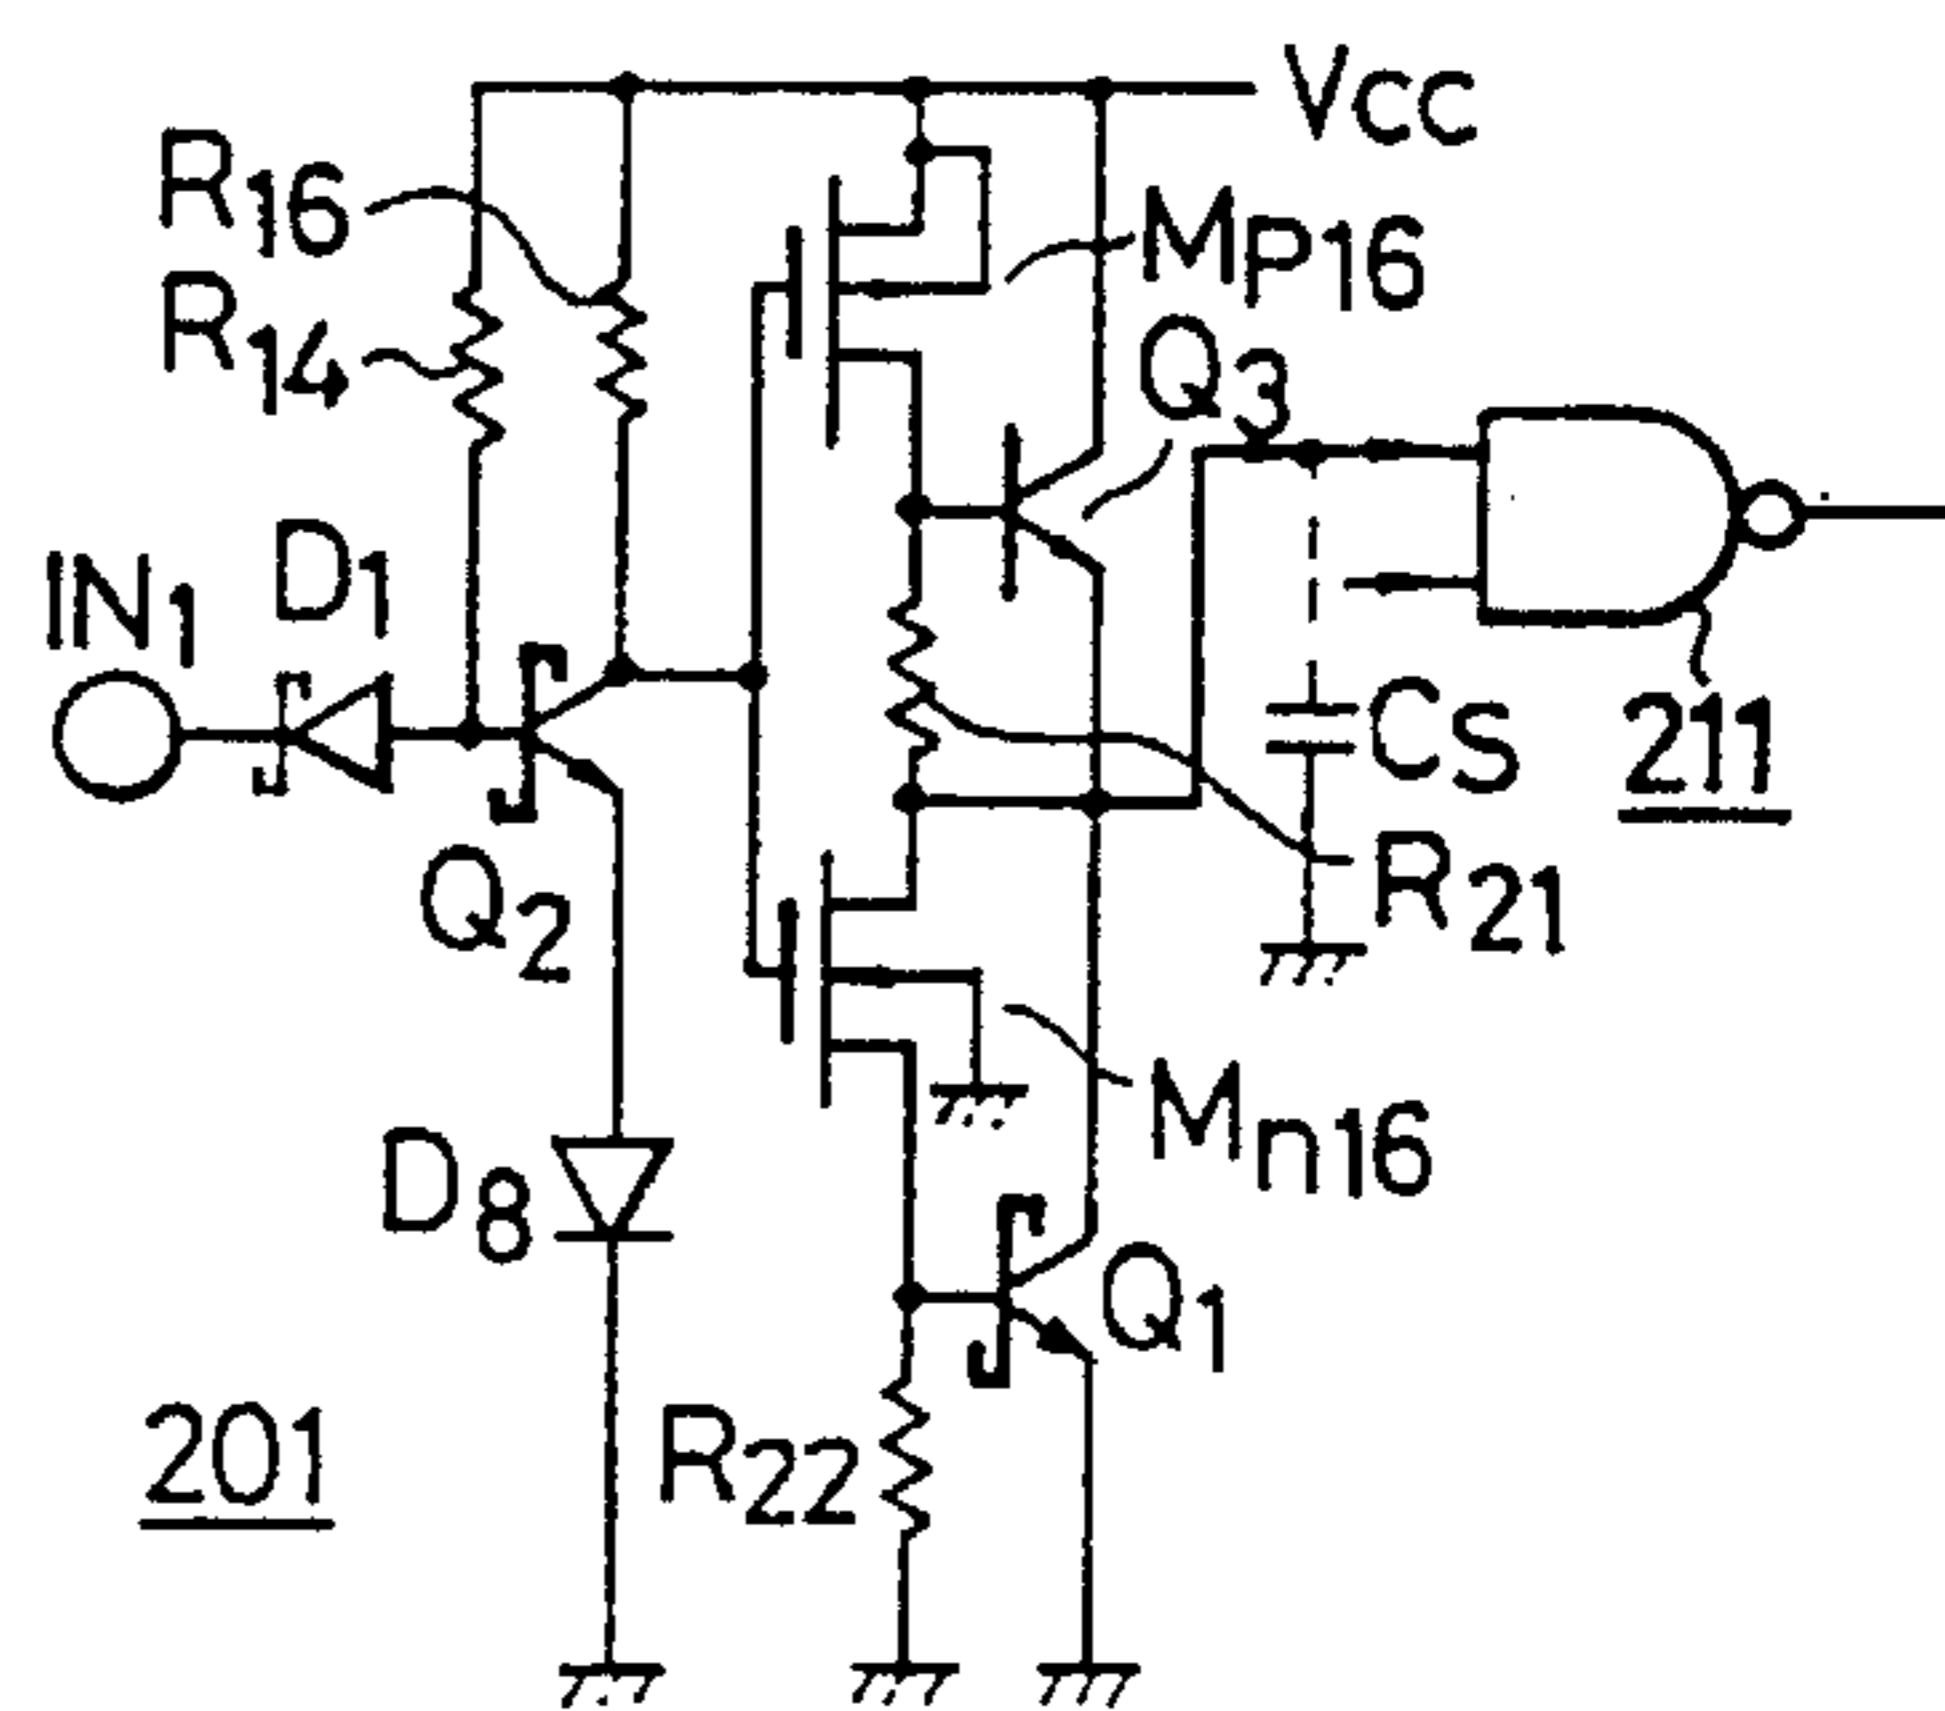 Vcc
R16
MP16
R14
Q3
D1
IN1
Cs
211
Q2
R21
Mn16
D8
Q1
201
R22